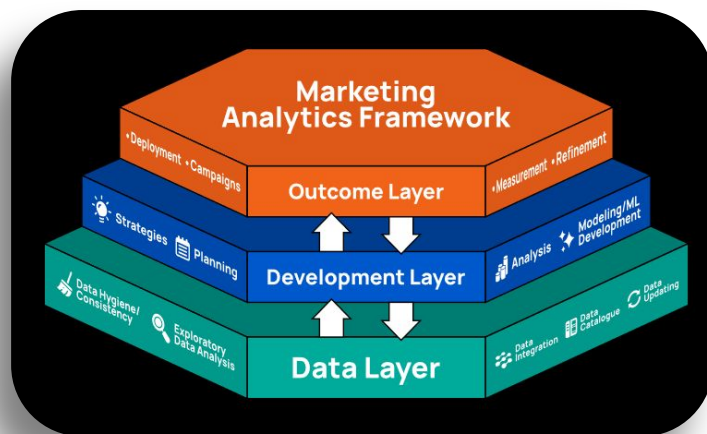 Marketing
Analytics Framework
•Deployment •Campaigns
Outcome Layer
•Measurement •Refinement
Strategies
Planning
Development Layer
Analysis
Modeling/ML
Development
Data Hygiene/
Consistency
Exploratory
Data Analysis
Data Layer
Data
Integration
Data
Catalogue
Data
Updating